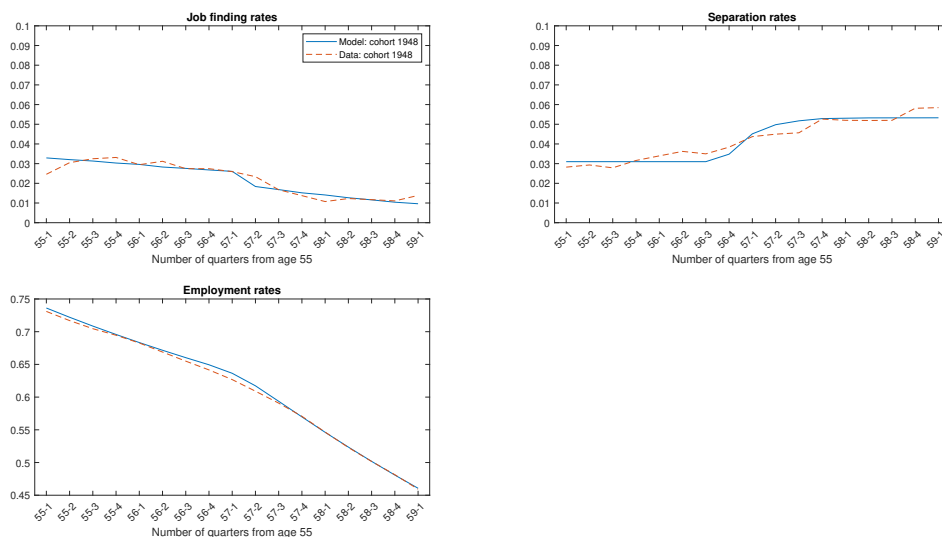 Job finding rates
0.1
0.09
0.08
0.07
0.06
0.05
0.04
0.03
0.02
0.01
0
Model: cohort 1948
Data: cohort 1948
55-1 55-2 55-3 55-4 56-1 56-2 56-3 56-4 57-1 57-2 57-3 57-4 58-1 58-2 58-3 58-4 59-1
Number of quarters from age 55
Separation rates
0.1
0.09
0.08
0.07
0.06
0.05
0.04
0.03
0.02
0.01
0
55-1 55-2 55-3 55-4 56-1 56-2 56-3 56-4 57-1 57-2 57-3 57-4 58-1 58-2 58-3 58-4 59-1
Number of quarters from age 55
Employment rates
0.75
0.7
0.65
0.6
0.55
0.5
0.45
55-1 55-2 55-3 55-4 56-1 56-2 56-3 56-4 57-1 57-2 57-3 57-4 58-1 58-2 58-3 58-4 59-1
Number of quarters from age 55